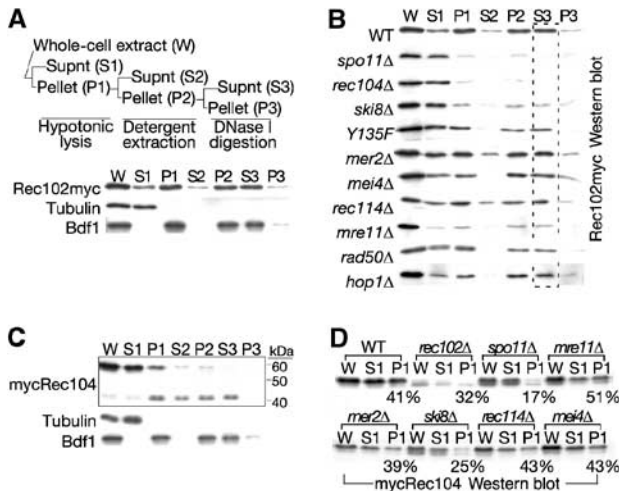 A
Whole-cell extract (W)
Supnt (S1)
Pellet (P1)
Supnt (S2)
Pellet (P2)
Supnt (S3)
Pellet (P3)
Hypotonic lysis
Detergent extraction
DNase I digestion
W S1 P1 S2 P2 S3 P3
Rec102myc
Tubulin
Bdf1
B
W S1 P1 S2 P2 S3 P3
WT
spo11Δ
rec104Δ
ski8Δ
Y135F
mer2Δ
mei4Δ
rec114Δ
mre11Δ
rad50Δ
hop1Δ
Rec102myc Western blot
C
W S1 P1 S2 P2 S3 P3 kDa
60
50
40
mycRec104
Tubulin
Bdf1
D
WT rec102Δ spo11Δ mre11Δ
W S1 P1 W S1 P1 W S1 P1 W S1 P1
41% 32% 17% 51%
mer2Δ ski8Δ rec114Δ mei4Δ
W S1 P1 W S1 P1 W S1 P1 W S1 P1
39% 25% 43% 43%
mycRec104 Western blot